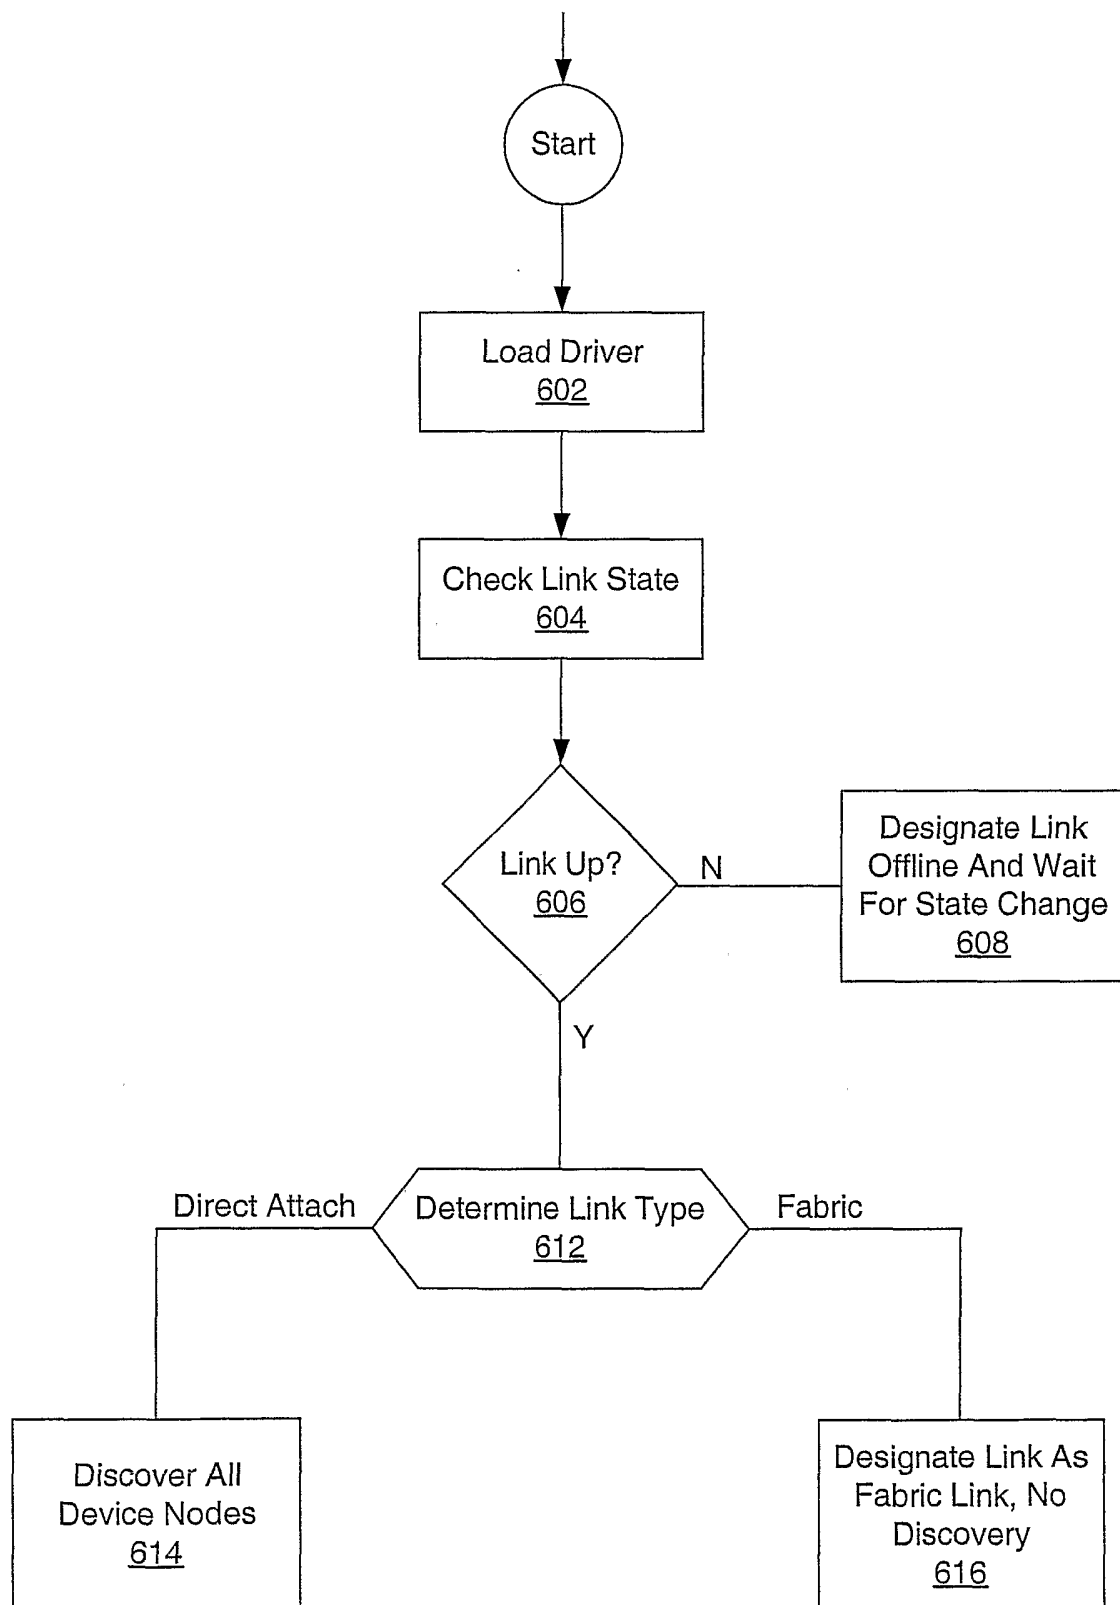 Start
Load Driver
602
Check Link State
604
Link Up?
606
N
Designate Link
Offline And Wait
For State Change
608
Y
Direct Attach
Determine Link Type
612
Fabric
Discover All
Device Nodes
614
Designate Link As
Fabric Link, No
Discovery
616